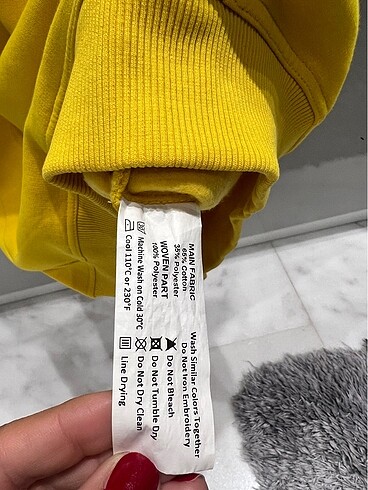 MAIN FABRIC
65% Cotton
35% Polyester
WOVEN PART
100% Polyester
Machine Wash on Cold 30°C
Cool 110°C or 230°F
Wash Similar Colors Together
Do Not Iron Embroidery
Do Not Bleach
Do Not Tumble Dry
Do Not Dry Clean
Line Drying